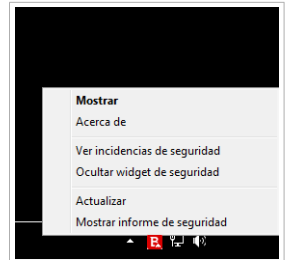 Mostrar
Acerca de
Ver incidencias de seguridad
Ocultar widget de seguridad
Actualizar
Mostrar informe de seguridad
B